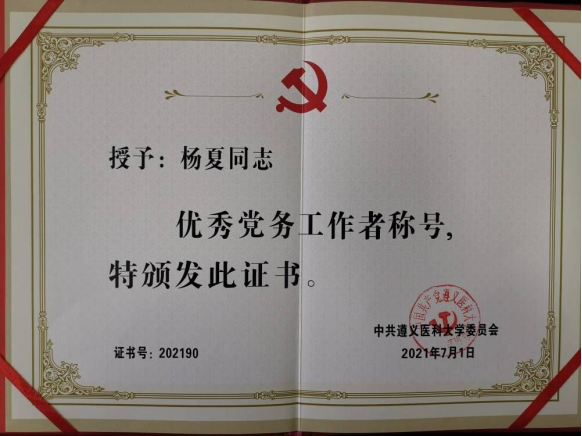 授予：杨夏同志
优秀党务工作者称号，
特颁发此证书。
中共遵义医科大学委员会
证书号：202190
2021年7月1日